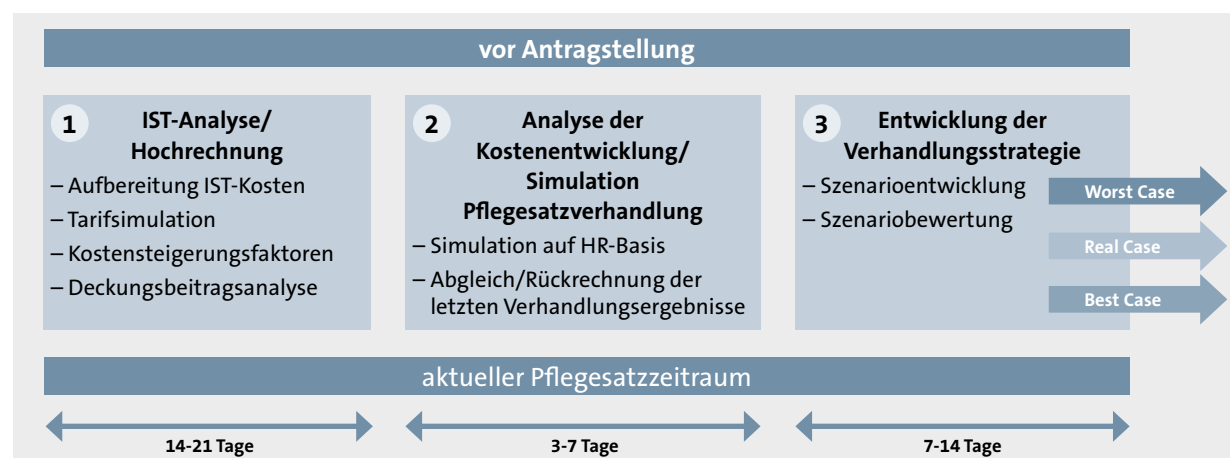 vor Antragstellung
1
IST-Analyse/
Hochrechnung
– Aufbereitung IST-Kosten
– Tarifsimulation
– Kostensteigerungsfaktoren
– Deckungsbeitragsanalyse
2
Analyse der
Kostenentwicklung/
Simulation
Pflegesatzverhandlung
– Simulation auf HR-Basis
– Abgleich/Rückrechnung der
letzten Verhandlungsergebnisse
3
Entwicklung der
Verhandlungsstrategie
– Szenarioentwicklung
– Szenariobewertung
Worst Case
Real Case
Best Case
aktueller Pflegesatzzeitraum
14-21 Tage
3-7 Tage
7-14 Tage